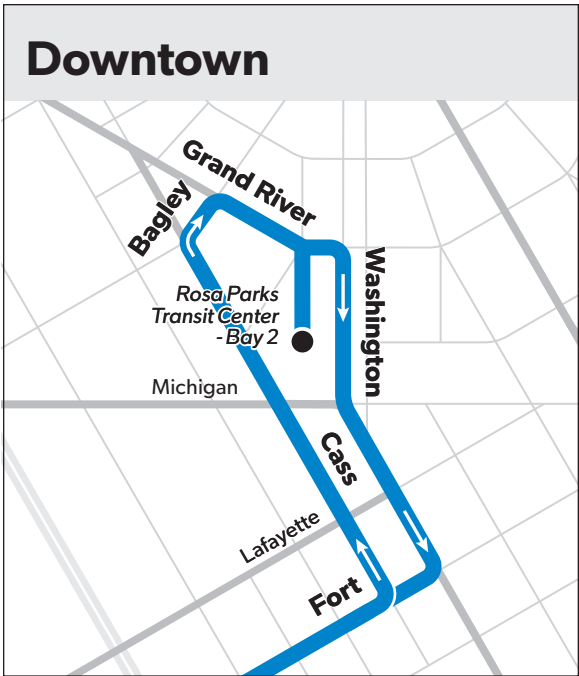 Downtown
Grand River
Bagley
Washington
Rosa Parks
Transit Center
- Bay 2
Michigan
Cass
Lafayette
Fort